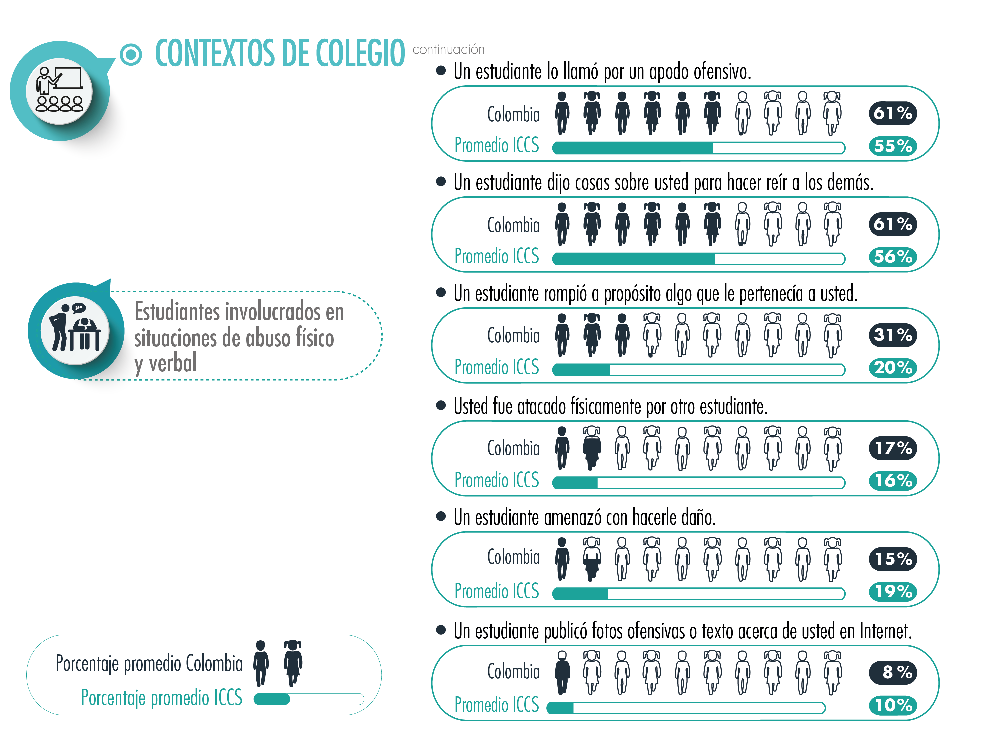 CONTEXTOS DE COLEGIO continuación
Estudiantes involucrados en
situaciones de abuso físico
y verbal
@!#
Un estudiante lo llamó por un apodo ofensivo.
Colombia
61%
Promedio ICCS
55%
Un estudiante dijo cosas sobre usted para hacer reír a los demás.
Colombia
61%
Promedio ICCS
56%
Un estudiante rompió a propósito algo que le pertenecía a usted.
Colombia
31%
Promedio ICCS
20%
Usted fue atacado físicamente por otro estudiante.
Colombia
17%
Promedio ICCS
16%
Un estudiante amenazó con hacerle daño.
Colombia
15%
Promedio ICCS
19%
Un estudiante publicó fotos ofensivas o texto acerca de usted en Internet.
Colombia
8%
Promedio ICCS
10%
Porcentaje promedio Colombia
Porcentaje promedio ICCS